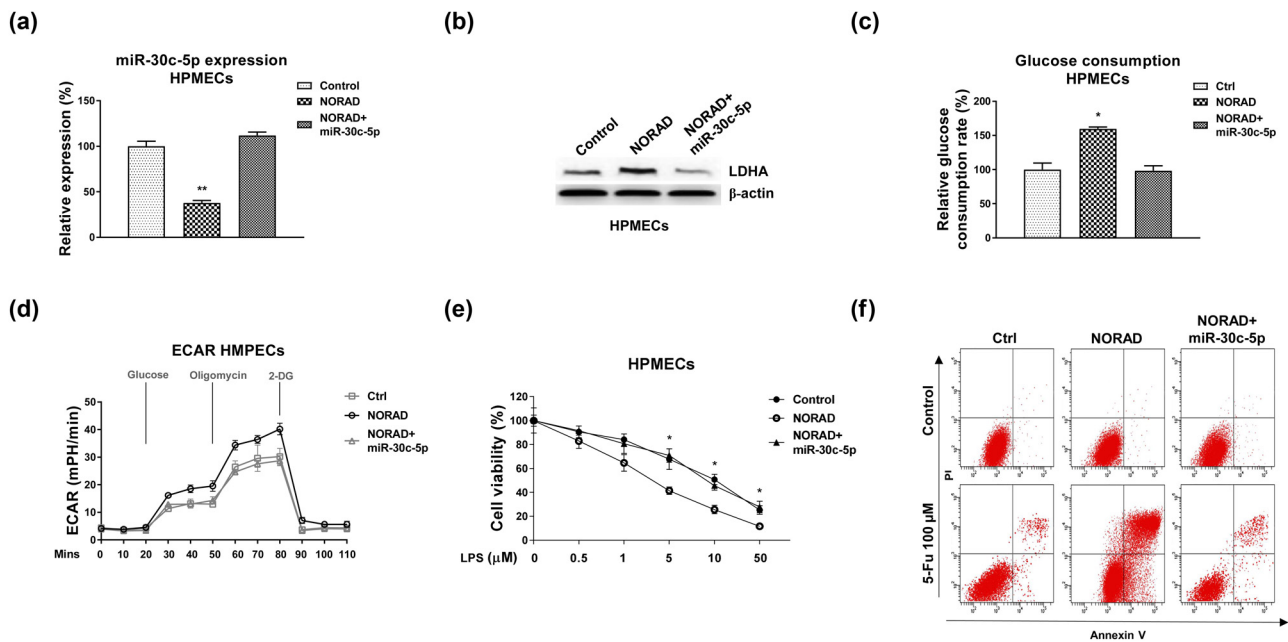 (a)
miR-30c-5p expression
HPMECs
Relative expression (%)
150
100
50
0
**
Control
NORAD
NORAD+
miR-30c-5p
(b)
Control
NORAD
NORAD+
miR-30c-5p
LDHA
β-actin
HPMECs
(c)
Glucose consumption
HPMECs
Relative glucose
consumption rate (%)
200
150
100
50
0
*
Ctrl
NORAD
NORAD+
miR-30c-5p
(d)
ECAR HMPECs
Glucose Oligomycin 2-DG
ECAR (mPH/min)
50
40
30
20
10
0
Mins 0 10 20 30 40 50 60 70 80 90 100 110
Ctrl
NORAD
NORAD+
miR-30c-5p
(e)
HPMECs
Cell viability (%)
120
100
80
60
40
20
0
* * *
LPS (μM) 0 0.5 1 5 10 50
Control
NORAD
NORAD+
miR-30c-5p
(f)
Ctrl NORAD NORAD+
miR-30c-5p
Control
PI
5-Fu 100 μM
Annexin V